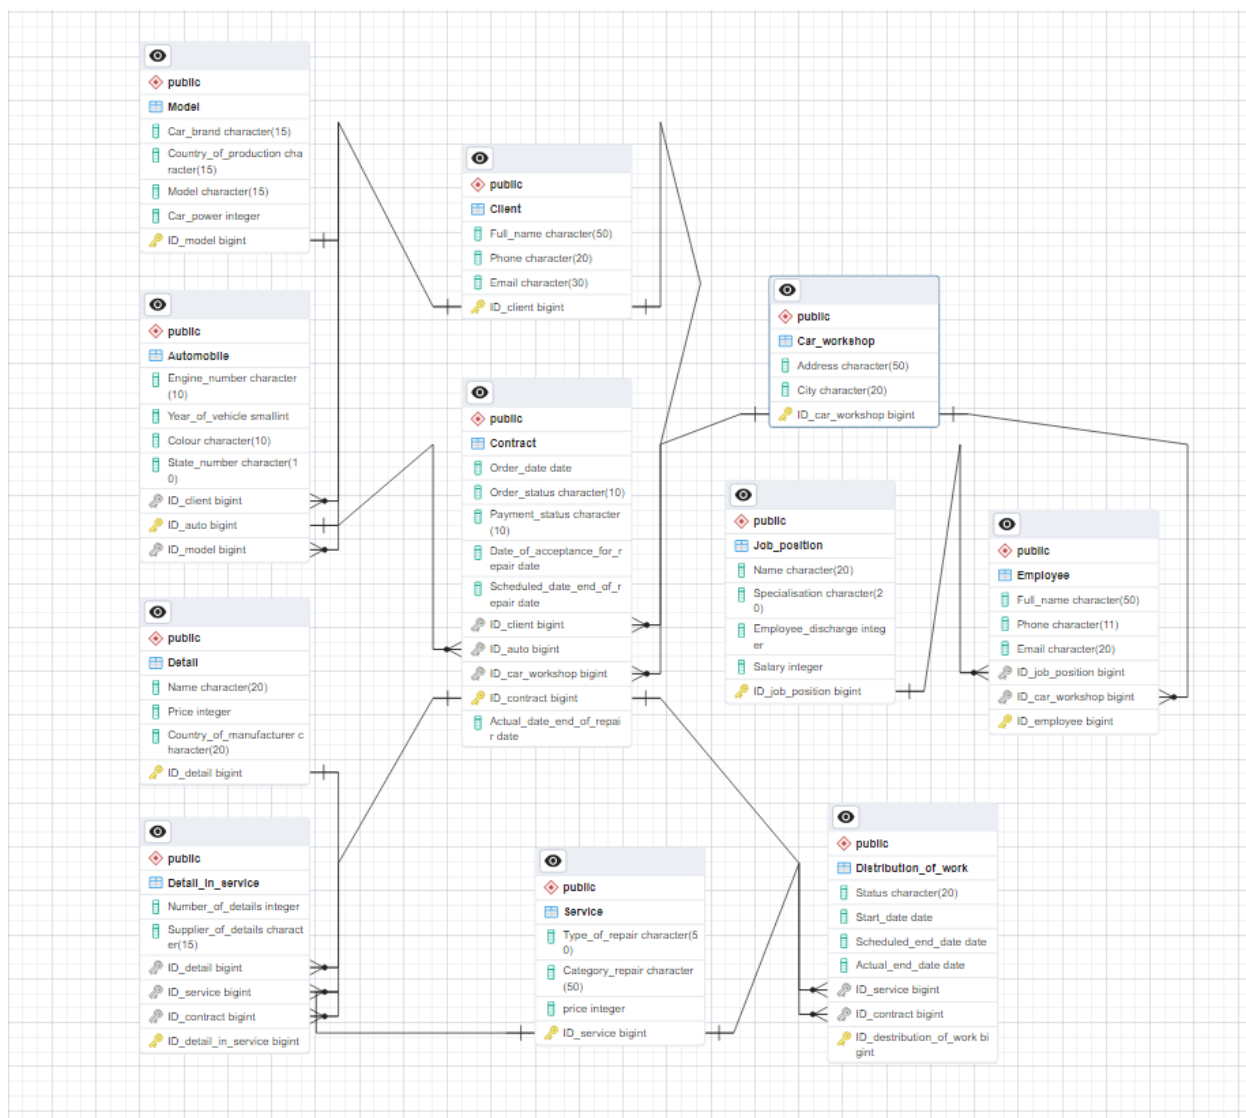 public
Model
Car_brand character(15)
Country_of_production cha
racter(15)
Model character(15)
Car_power integer
ID_model bigint
public
Client
Full_name character(50)
Phone character(20)
Email character(30)
ID_client bigint
public
Car_workshop
Address character(50)
City character(20)
ID_car_workshop bigint
public
Automobile
Engine_number character
(10)
Year_of_vehicle smallint
Colour character(10)
State_number character(1
0)
ID_client bigint
ID_auto bigint
ID_model bigint
public
Contract
Order_date date
Order_status character(10)
Payment_status character
(10)
Date_of_acceptance_for_r
epair date
Scheduled_date_end_of_r
epair date
ID_client bigint
ID_auto bigint
ID_car_workshop bigint
ID_contract bigint
Actual_date_end_of_repai
r date
public
Job_position
Name character(20)
Specialisation character(2
0)
Employee_discharge integ
er
Salary integer
ID_job_position bigint
public
Employee
Full_name character(50)
Phone character(11)
Email character(20)
ID_job_position bigint
ID_car_workshop bigint
ID_employee bigint
public
Detail
Name character(20)
Price integer
Country_of_manufacturer c
haracter(20)
ID_detail bigint
public
Detail_in_service
Number_of_details integer
Supplier_of_details charact
er(15)
ID_detail bigint
ID_service bigint
ID_contract bigint
ID_detail_in_service bigint
public
Service
Type_of_repair character(5
0)
Category_repair character
(50)
price integer
ID_service bigint
public
Distribution_of_work
Status character(20)
Start_date date
Scheduled_end_date date
Actual_end_date date
ID_service bigint
ID_contract bigint
ID_destribution_of_work bi
gint